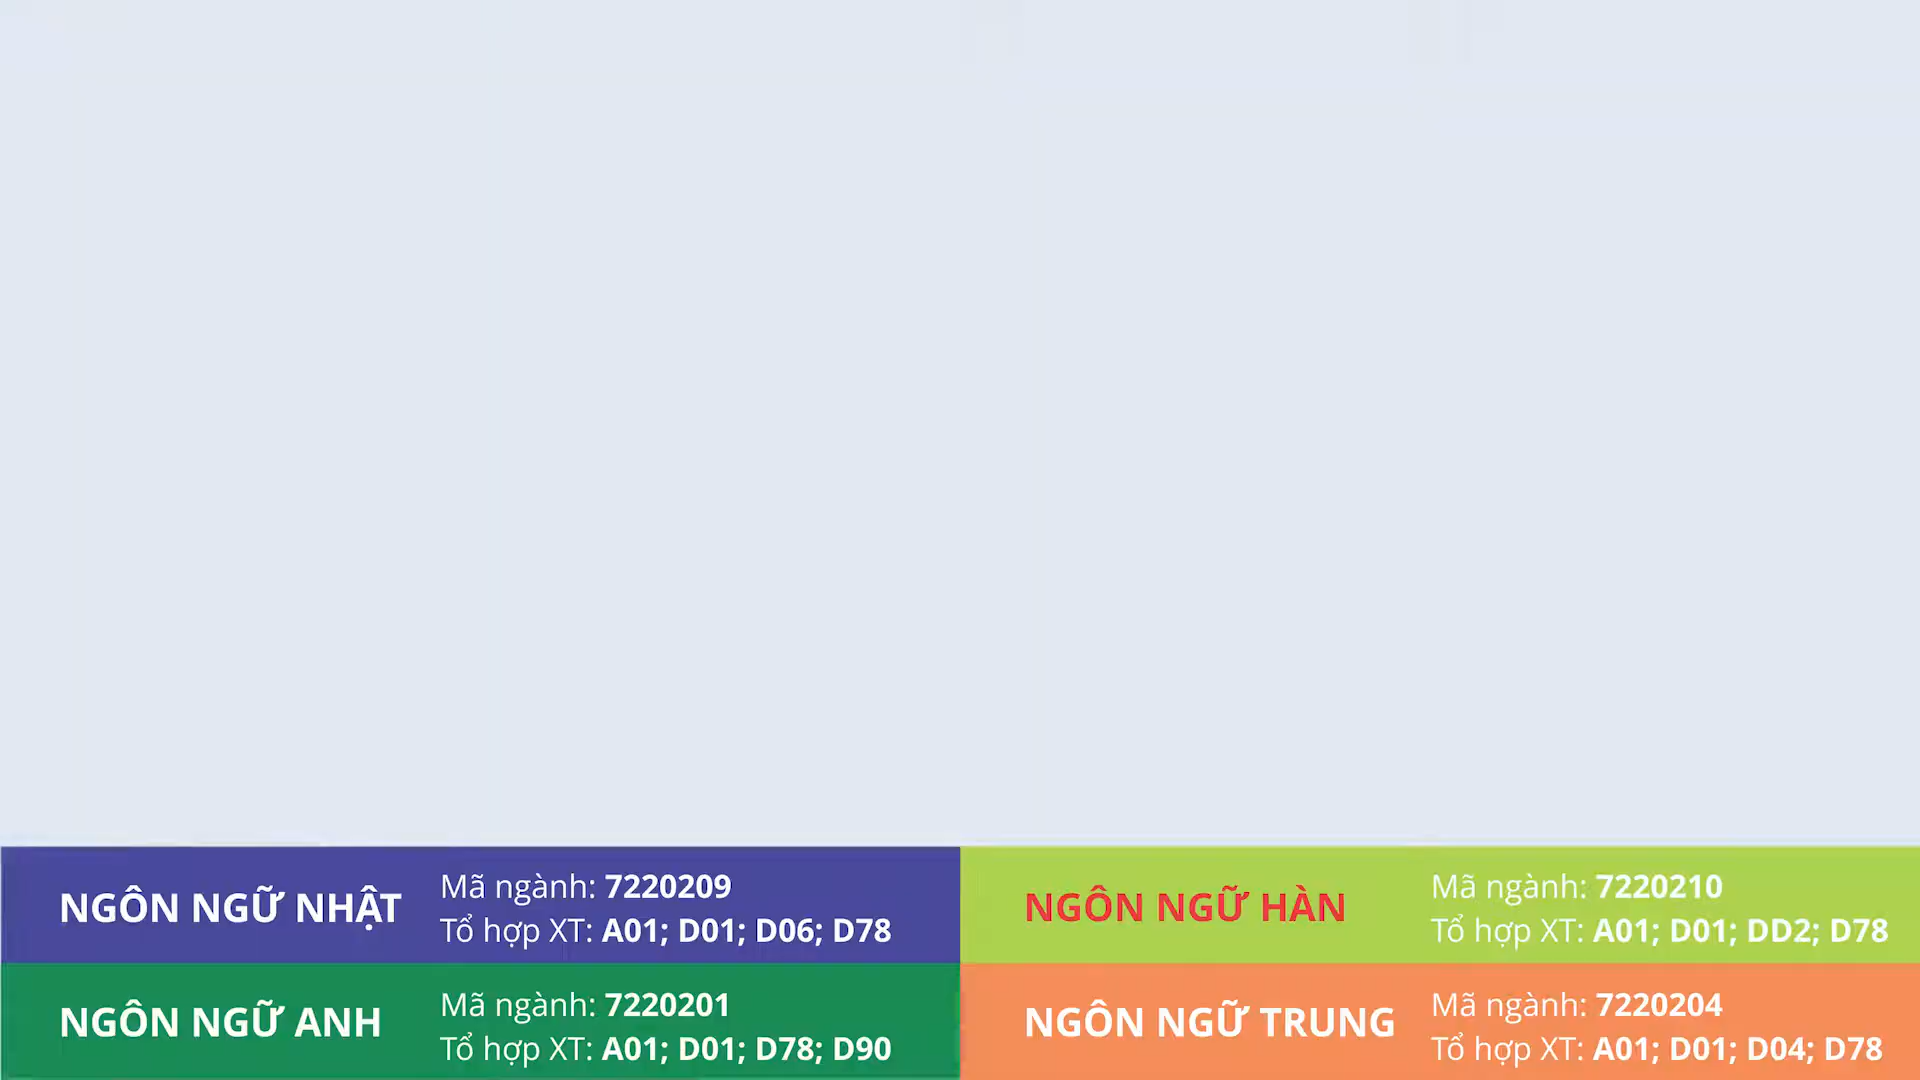 NGÔN NGỮ NHẬT
Mã ngành: 7220209
Tổ hợp XT: A01; D01; D06; D78
NGÔN NGỮ HÀN
Mã ngành: 7220210
Tổ hợp XT: A01; D01; DD2; D78
NGÔN NGỮ ANH
Mã ngành: 7220201
Tổ hợp XT: A01; D01; D78; D90
NGÔN NGỮ TRUNG
Mã ngành: 7220204
Tổ hợp XT: A01; D01; D04; D78